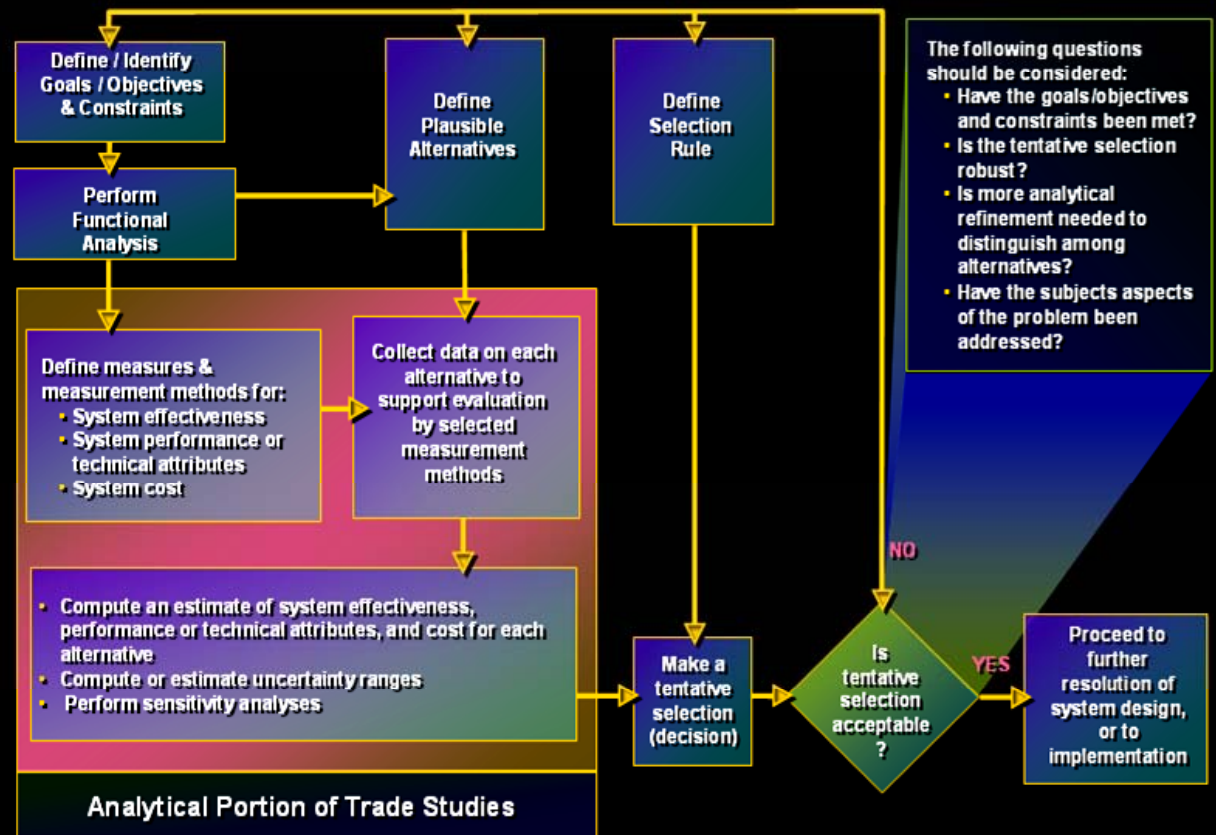 Define / Identify
Goals / Objectives
& Constraints
Perform
Functional
Analysis
Define
Plausible
Alternatives
Define
Selection
Rule
The following questions
should be considered:
▪ Have the goals/objectives
and constraints been met?
▪ Is the tentative selection
robust?
▪ Is more analytical
refinement needed to
distinguish among
alternatives?
▪ Have the subjects aspects
of the problem been
addressed?
Define measures &
measurement methods for:
▪ System effectiveness
▪ System performance or
technical attributes
▪ System cost
Collect data on each
alternative to
support evaluation
by selected
measurement
methods
• Compute an estimate of system effectiveness,
performance or technical attributes, and cost for each
alternative
• Compute or estimate uncertainty ranges
• Perform sensitivity analyses
Make a
tentative
selection
(decision)
NO
Is
tentative
selection
acceptable
?
YES
Proceed to
further
resolution of
system design,
or to
implementation
Analytical Portion of Trade Studies